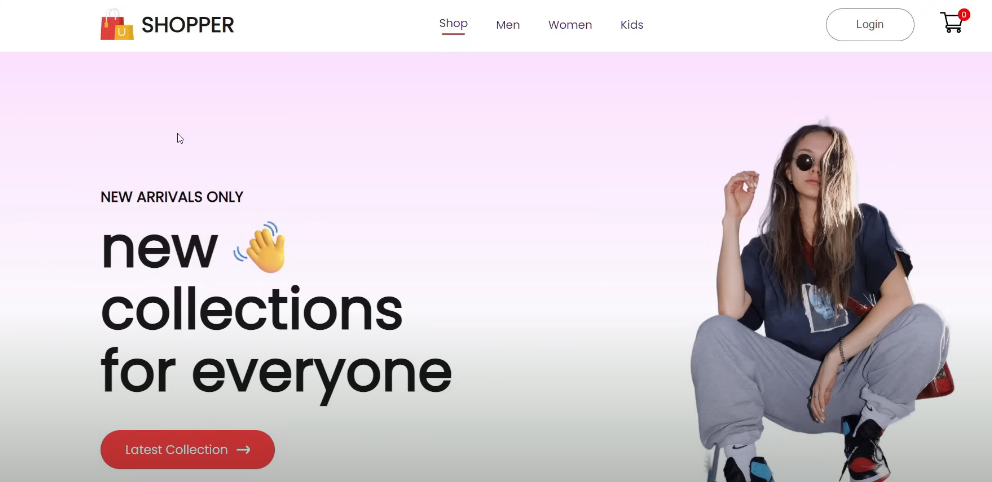 SHOPPER
Shop
Men
Women
Kids
Login
0
NEW ARRIVALS ONLY
new
collections
for everyone
Latest Collection →